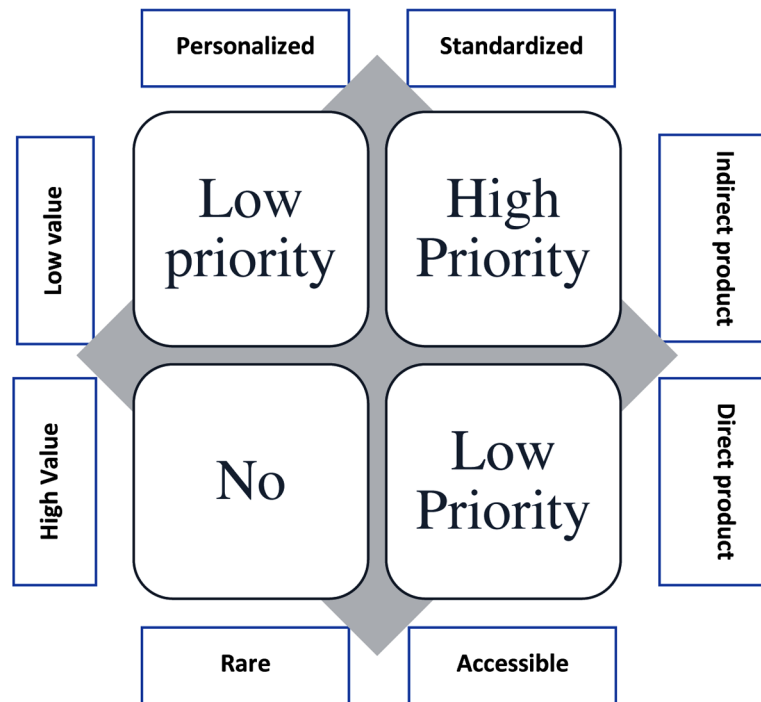 Personalized
Standardized
Low value
Low
priority
High
Priority
Indirect product
High Value
No
Low
Priority
Direct product
Rare
Accessible